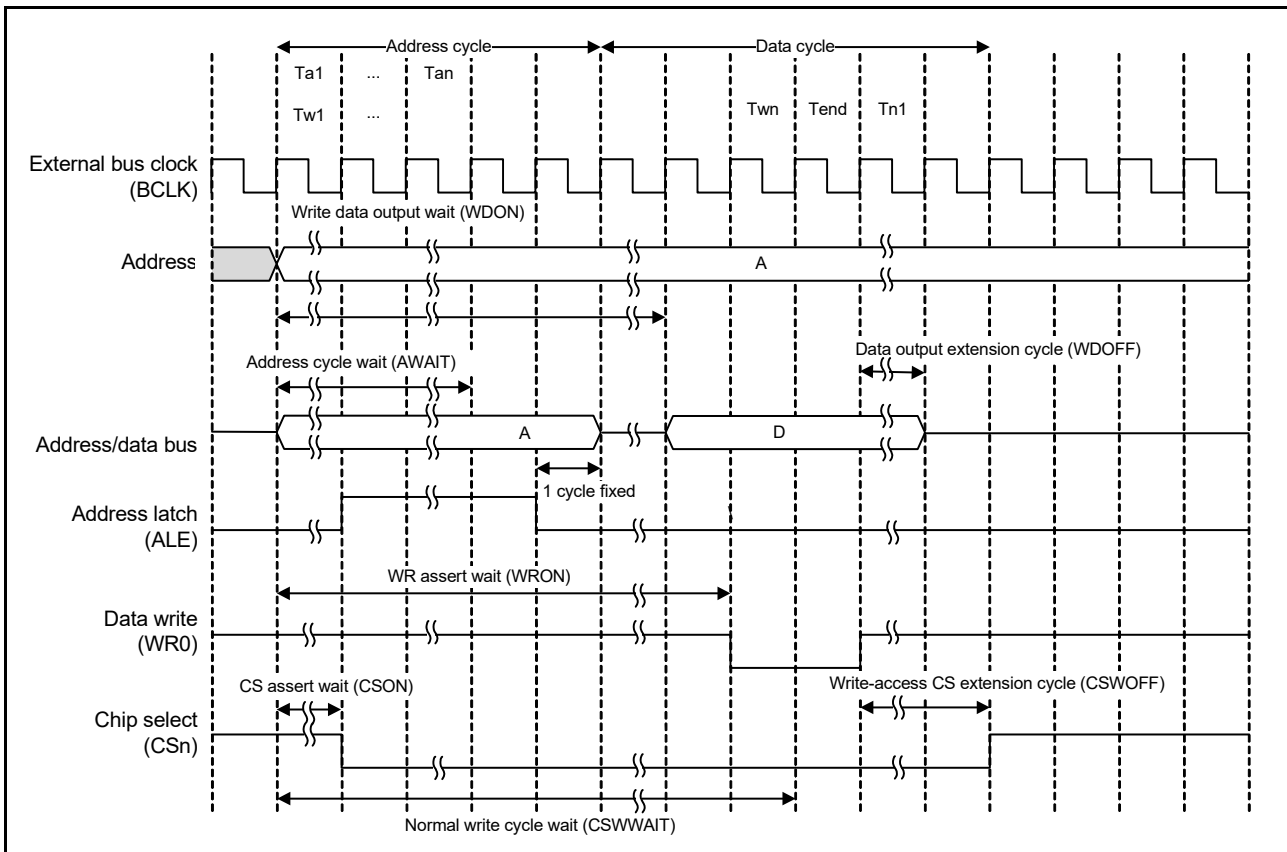 Address cycle
Data cycle
Ta1 ... Tan
Tw1 ... Twn Tend Tn1
External bus clock
(BCLK)
Write data output wait (WDON)
Address
A
Data output extension cycle (WDOFF)
Address cycle wait (AWAIT)
Address/data bus
A
D
1 cycle fixed
Address latch
(ALE)
WR assert wait (WRON)
Data write
(WR0)
CS assert wait (CSON)
Write-access CS extension cycle (CSWOFF)
Chip select
(CSn)
Normal write cycle wait (CSWWAIT)